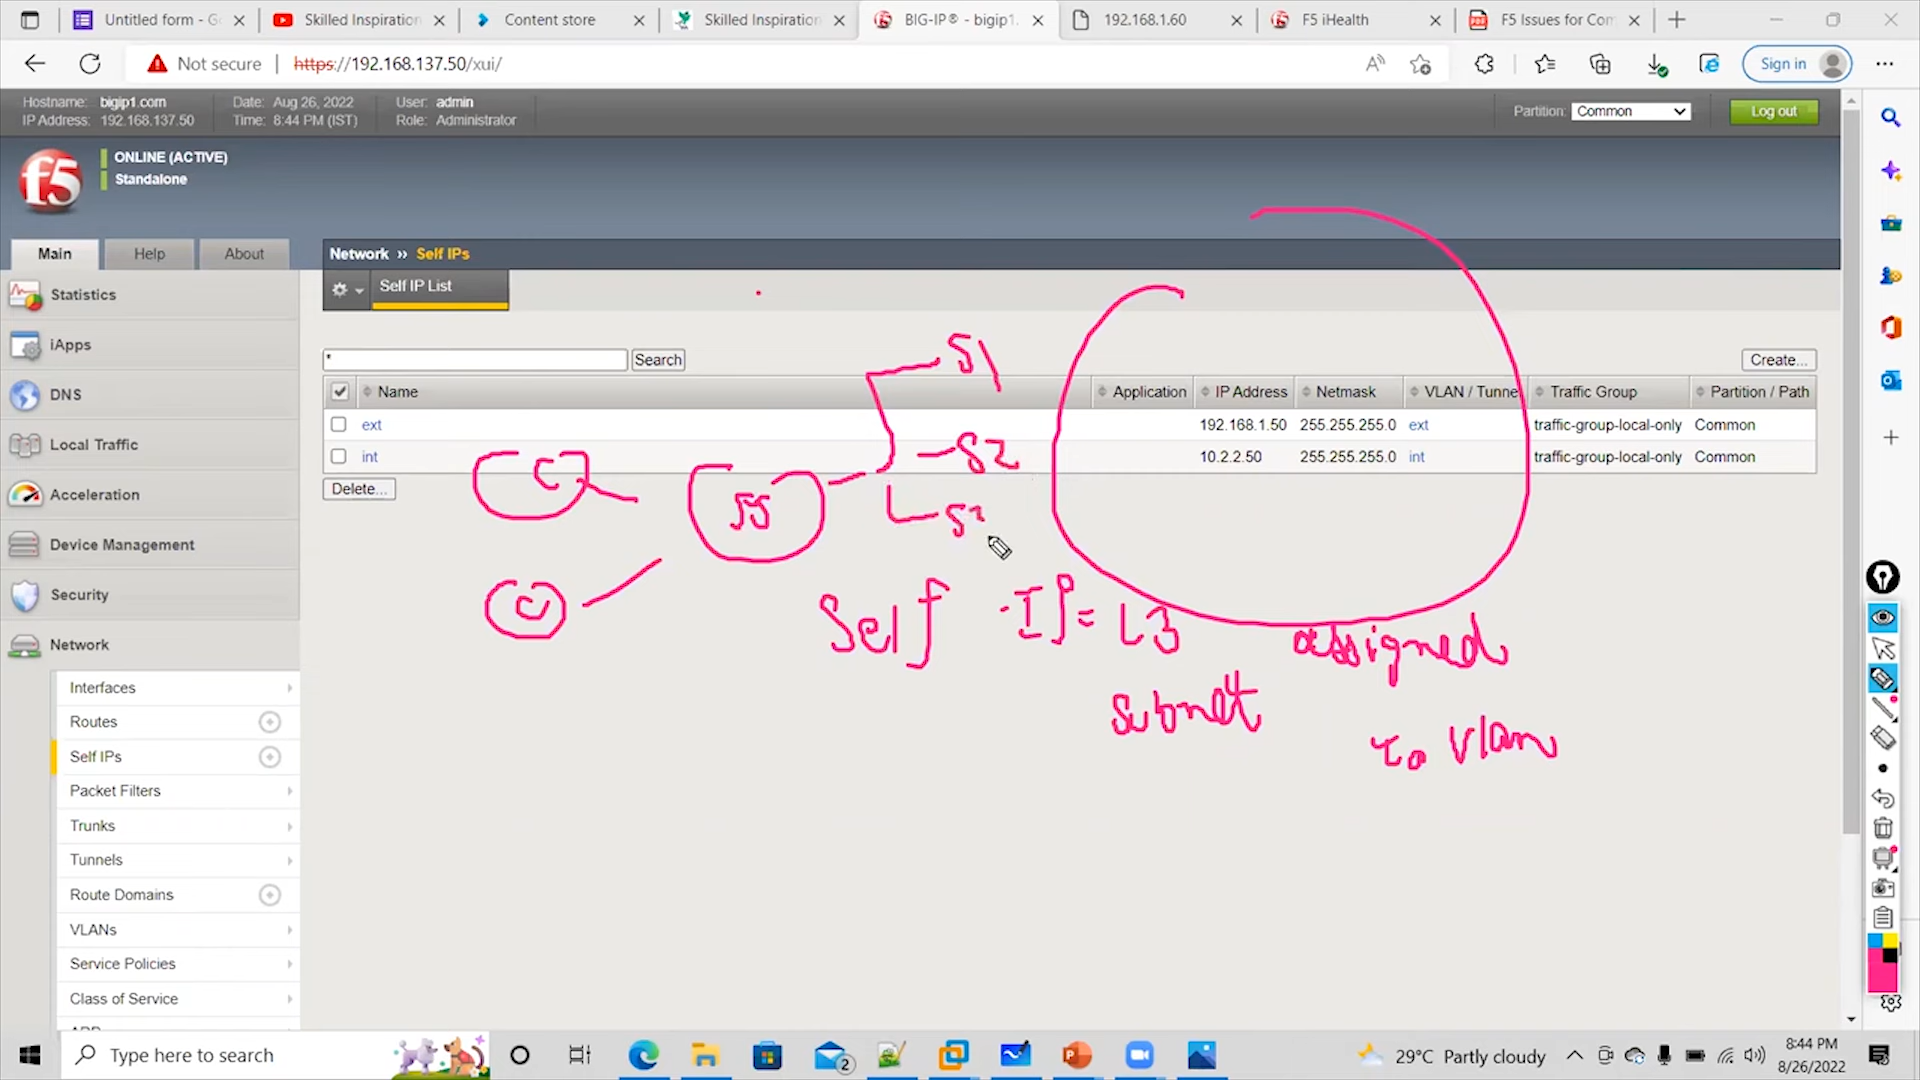 Untitled form - Go
Skilled Inspiration
Content store
Skilled Inspiration
BIG-IP® - bigip1.
192.168.1.60
F5 iHealth
F5 Issues for Com
Not secure
https://192.168.137.50/xui/
Sign in
Hostname: bigip1.com
Date: Aug 26, 2022
User: admin
IP Address: 192.168.137.50
Time: 8:44 PM (IST)
Role: Administrator
Partition: Common
Log out
f5
ONLINE (ACTIVE)
Standalone
Main
Help
About
Network » Self IPs
Self IP List
Statistics
iApps
DNS
Local Traffic
Acceleration
Device Management
Security
Network
Interfaces
Routes
Self IPs
Packet Filters
Trunks
Tunnels
Route Domains
VLANs
Service Policies
Class of Service
*
Search
Create...
Name Application IP Address Netmask VLAN / Tunne Traffic Group Partition / Path
ext 192.168.1.50 255.255.255.0 ext traffic-group-local-only Common
int 10.2.2.50 255.255.255.0 int traffic-group-local-only Common
Delete...
S1
S2
C
C
Self -IP= L3 assigned
subnet
to Vlan
Type here to search
2
29°C Partly cloudy
8:44 PM
8/26/2022